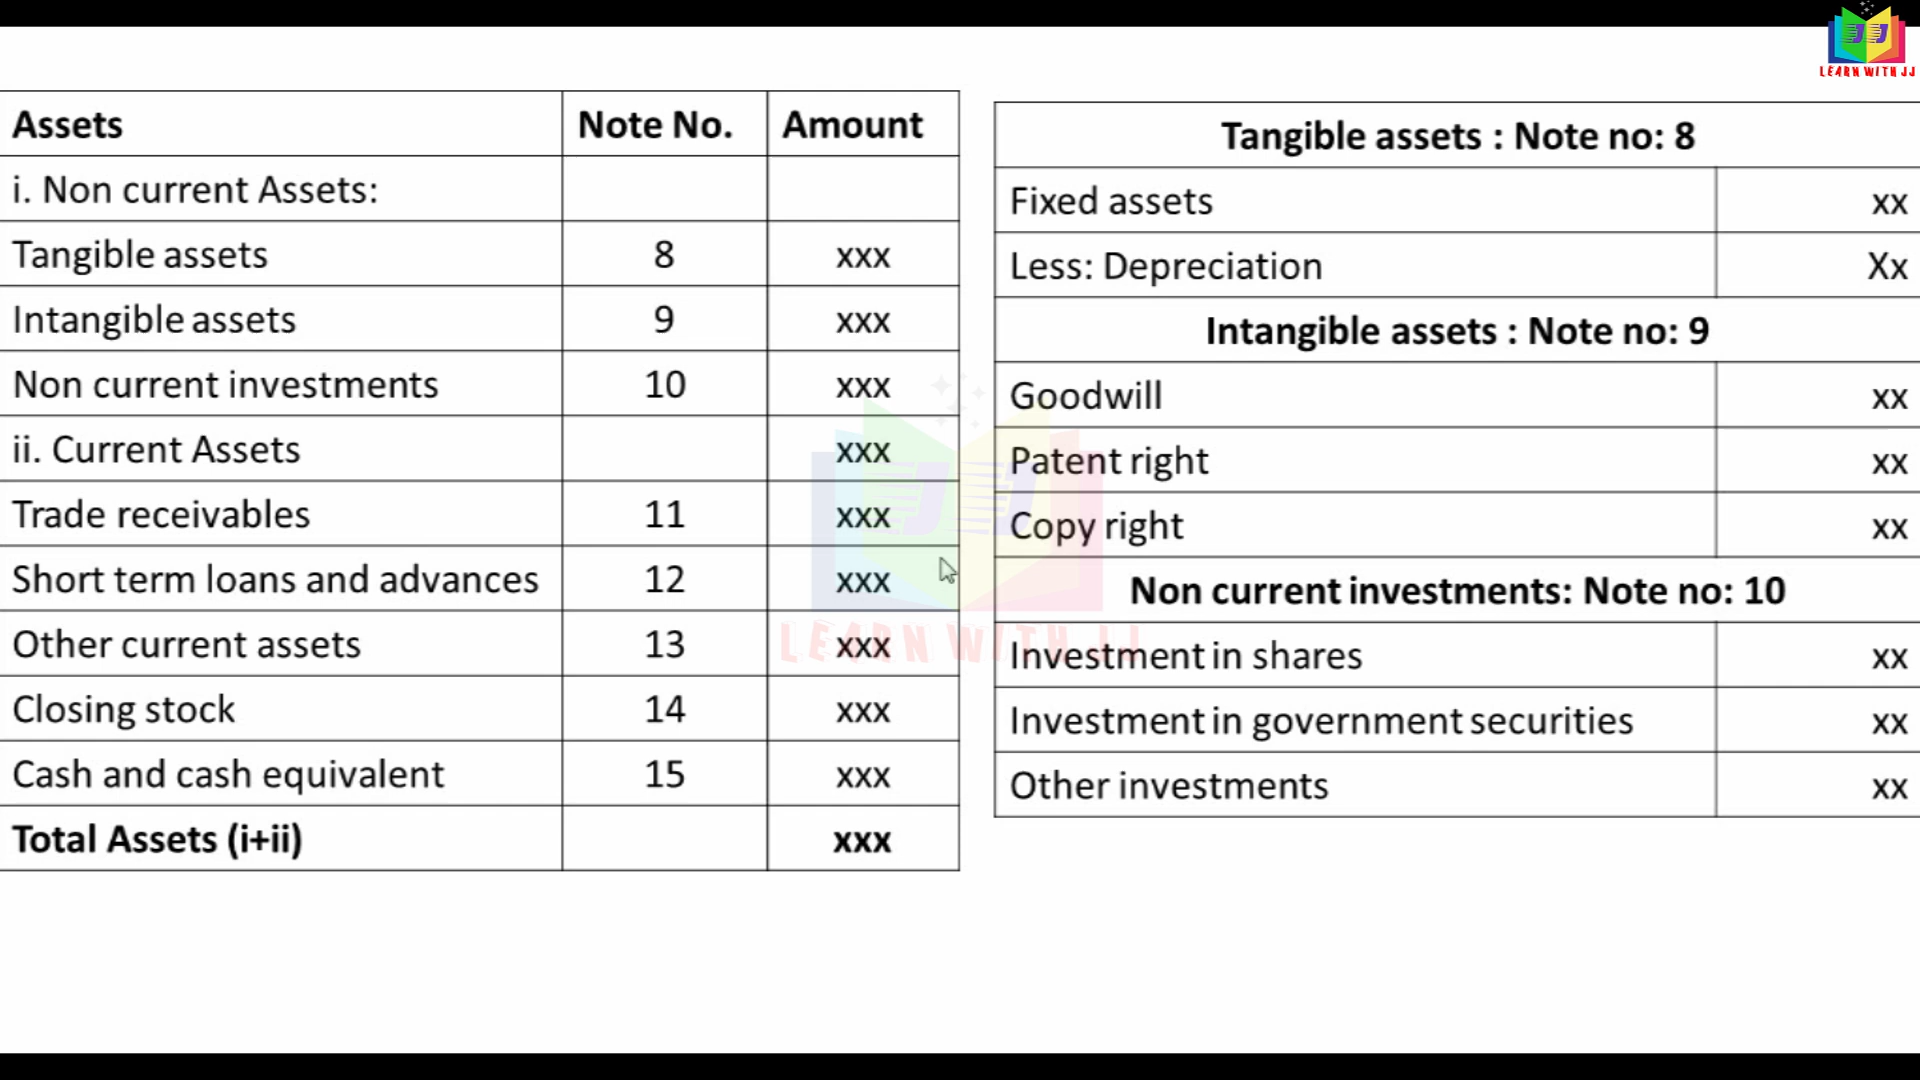 LEARN WITH JJ
Assets Note No. Amount
i. Non current Assets:
Tangible assets 8 xxx
Intangible assets 9 xxx
Non current investments 10 xxx
ii. Current Assets xxx
Trade receivables 11 xxx
Short term loans and advances 12 xxx
Other current assets 13 xxx
Closing stock 14 xxx
Cash and cash equivalent 15 xxx
Total Assets (i+ii) xxx
Tangible assets : Note no: 8
Fixed assets xx
Less: Depreciation Xx
Intangible assets : Note no: 9
Goodwill xx
Patent right xx
Copy right xx
Non current investments: Note no: 10
Investment in shares xx
Investment in government securities xx
Other investments xx
LEARN WITH JJ